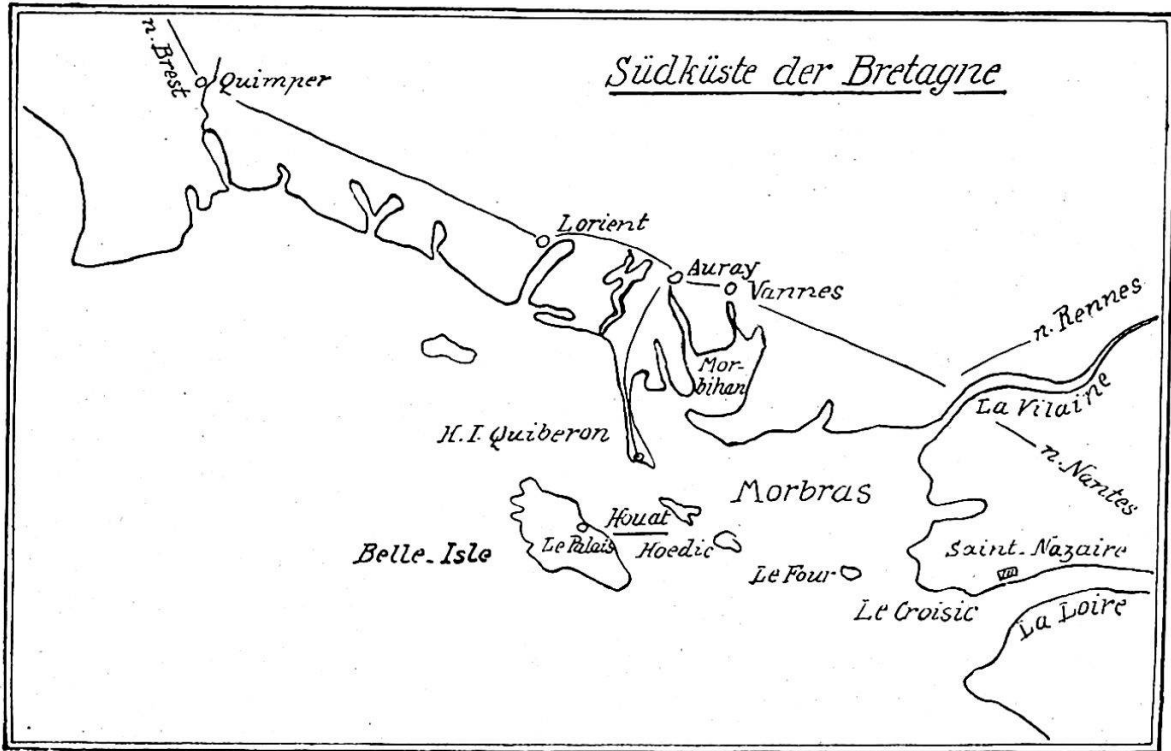 Südküste der Bretagne
n. Brest
Quimper
Lorient
Auray
Vannes
n. Rennes
Mor-
bihan
La Vilaine
H.I. Quiberon
n. Nantes
Morbras
Houat
Le Palais
Hoedic
Belle-Isle
Saint-Nazaire
Le Four
Le Croisic
La Loire